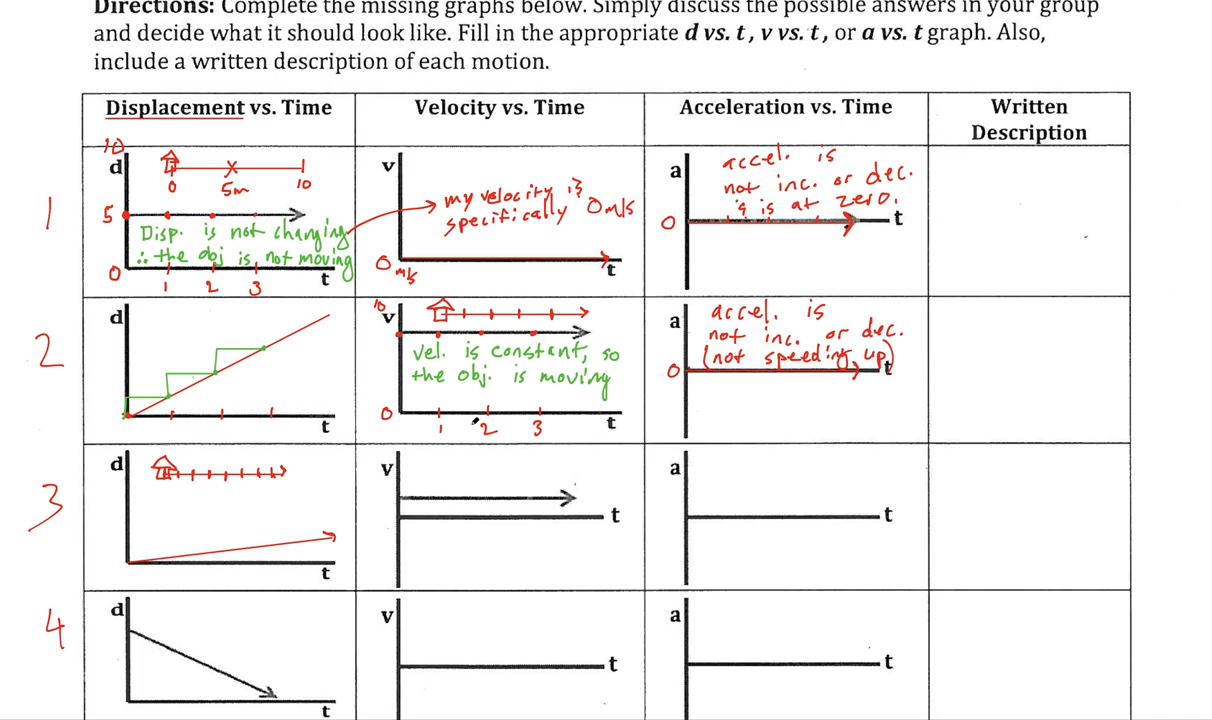 Directions: Complete the missing graphs below. Simply discuss the possible answers in your group
and decide what it should look like. Fill in the appropriate d vs. t , v vs. t , or a vs. t graph. Also,
include a written description of each motion.
Displacement vs. Time
Velocity vs. Time
Acceleration vs. Time
Written
Description
1
10
d
0
5m
10
5
Disp. is not changing
∴ the obj is not moving
0
1
2
3
t
v
my velocity is
specifically 0 m/s
0 m/s
t
a
accel. is
not inc. or dec.
is at zero.
0
t
2
d
t
10
v
Vel. is constant, so
the obj. is moving
0
1
2
3
t
a
accel. is
not inc. or dec.
(not speeding up)
0
t
3
d
t
v
t
a
t
4
d
t
v
t
a
t